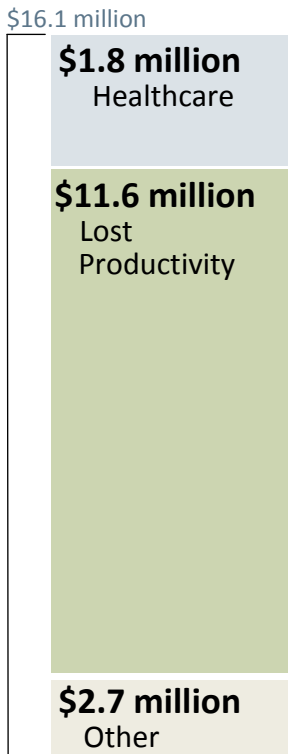 $16.1 million
$1.8 million
Healthcare
$11.6 million
Lost
Productivity
$2.7 million
Other